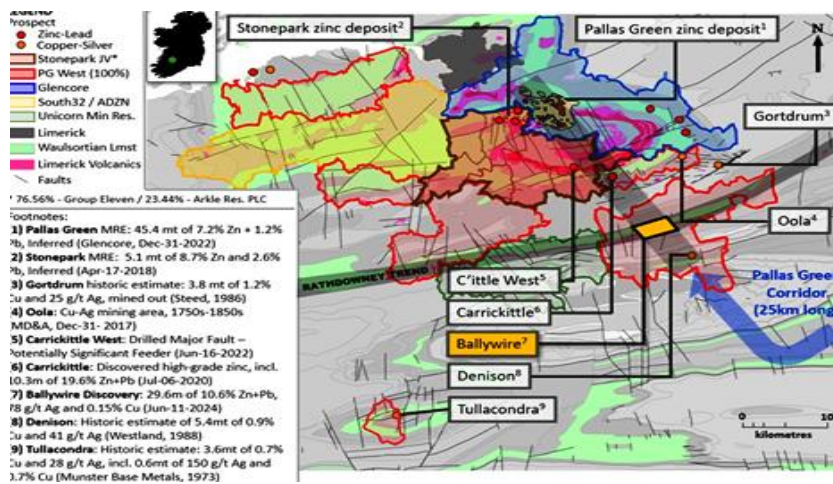 LEGEND
Prospect
Zinc-Lead
Copper-Silver
Stonepark JV*
PG West (100%)
Glencore
South32 / ADZN
Unicorn Min Res.
Limerick
Waulsortian Lmst
Limerick Volcanics
Faults
* 76.56% - Group Eleven / 23.44% - Arkle Res. PLC
Footnotes:
1) Pallas Green MRE: 45.4 mt of 7.2% Zn + 1.2%
Pb, Inferred (Glencore, Dec-31-2022)
2) Stonepark MRE: 5.1 mt of 8.7% Zn and 2.6%
Pb, Inferred (Apr-17-2018)
3) Gortdrum historic estimate: 3.8 mt of 1.2%
Cu and 25 g/t Ag, mined out (Steed, 1986)
4) Oola: Cu-Ag mining area, 1750s-1850s
(MD&A, Dec-31- 2017)
5) Carrickittle West: Drilled Major Fault –
Potentially Significant Feeder (Jun-16-2022)
6) Carrickittle: Discovered high-grade zinc, incl.
10.3m of 19.6% Zn+Pb (Jul-06-2020)
7) Ballywire Discovery: 29.6m of 10.6% Zn+Pb,
78 g/t Ag and 0.15% Cu (Jun-11-2024)
8) Denison: Historic estimate of 5.4mt of 0.9%
Cu and 41 g/t Ag (Westland, 1988)
9) Tullacondra: Historic estimate: 3.6mt of 0.7%
Cu and 28 g/t Ag, incl. 0.6mt of 150 g/t Ag and
0.7% Cu (Munster Base Metals, 1973)
Stonepark zinc deposit²
Pallas Green zinc deposit¹
N
Gortdrum³
Oola⁴
RATHDOWNEY TREND
C'ittle West⁵
Carrickittle⁶
Ballywire⁷
Denison⁸
Tullacondra⁹
Pallas Green
Corridor
(25km long)
0 10
kilometres